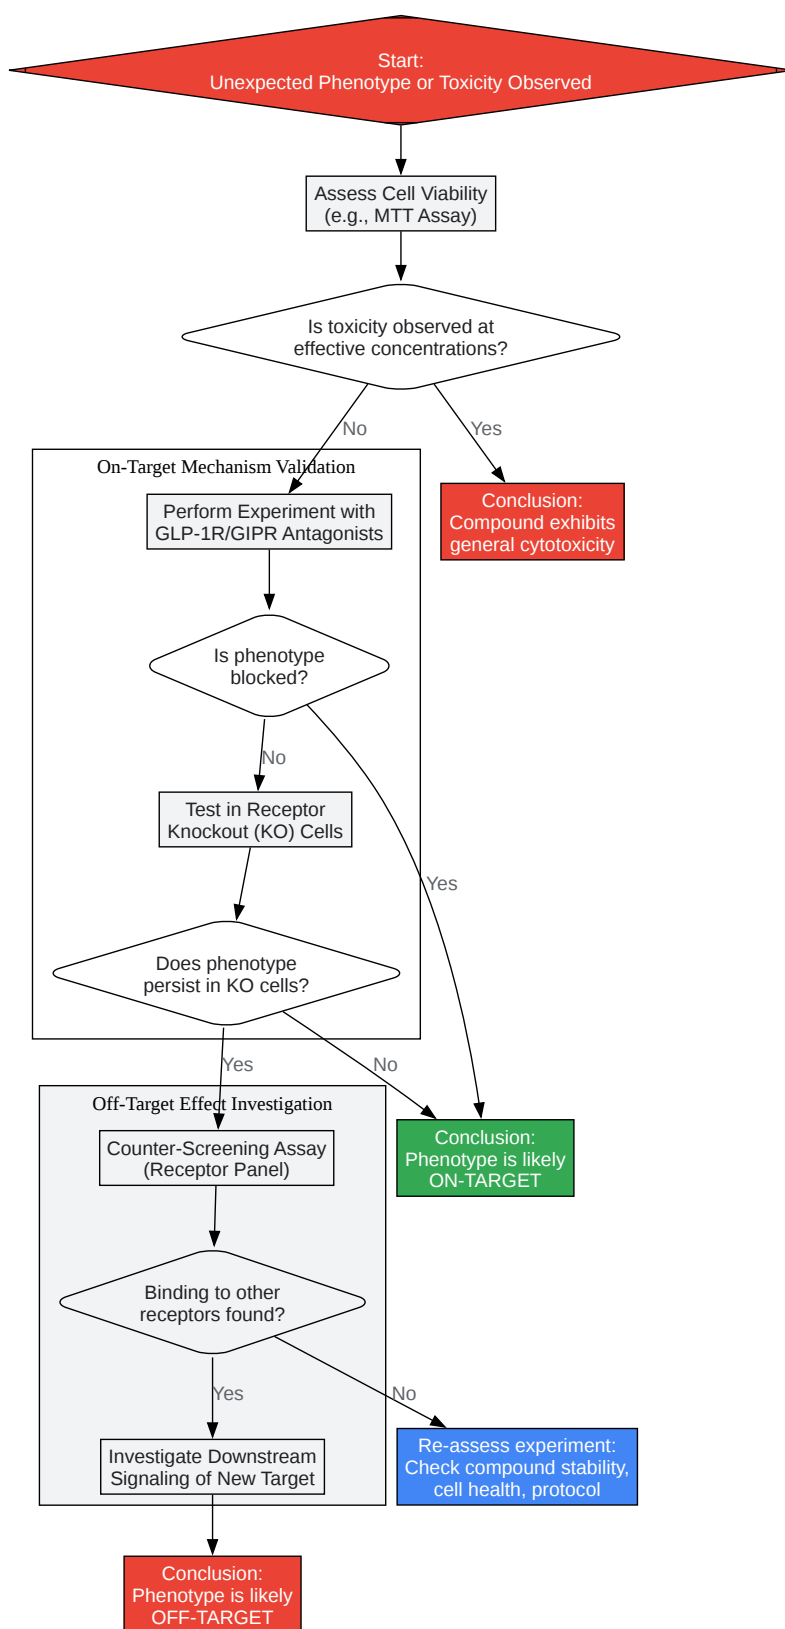 Start:
Unexpected Phenotype or Toxicity Observed
Assess Cell Viability
(e.g., MTT Assay)
Is toxicity observed at
effective concentrations?
No
Yes
On-Target Mechanism Validation
Perform Experiment with
GLP-1R/GIPR Antagonists
Conclusion:
Compound exhibits
general cytotoxicity
Is phenotype
blocked?
No
Test in Receptor
Knockout (KO) Cells
Yes
Does phenotype
persist in KO cells?
Yes
No
Off-Target Effect Investigation
Counter-Screening Assay
(Receptor Panel)
Conclusion:
Phenotype is likely
ON-TARGET
Binding to other
receptors found?
Yes
No
Investigate Downstream
Signaling of New Target
Re-assess experiment:
Check compound stability,
cell health, protocol
Conclusion:
Phenotype is likely
OFF-TARGET